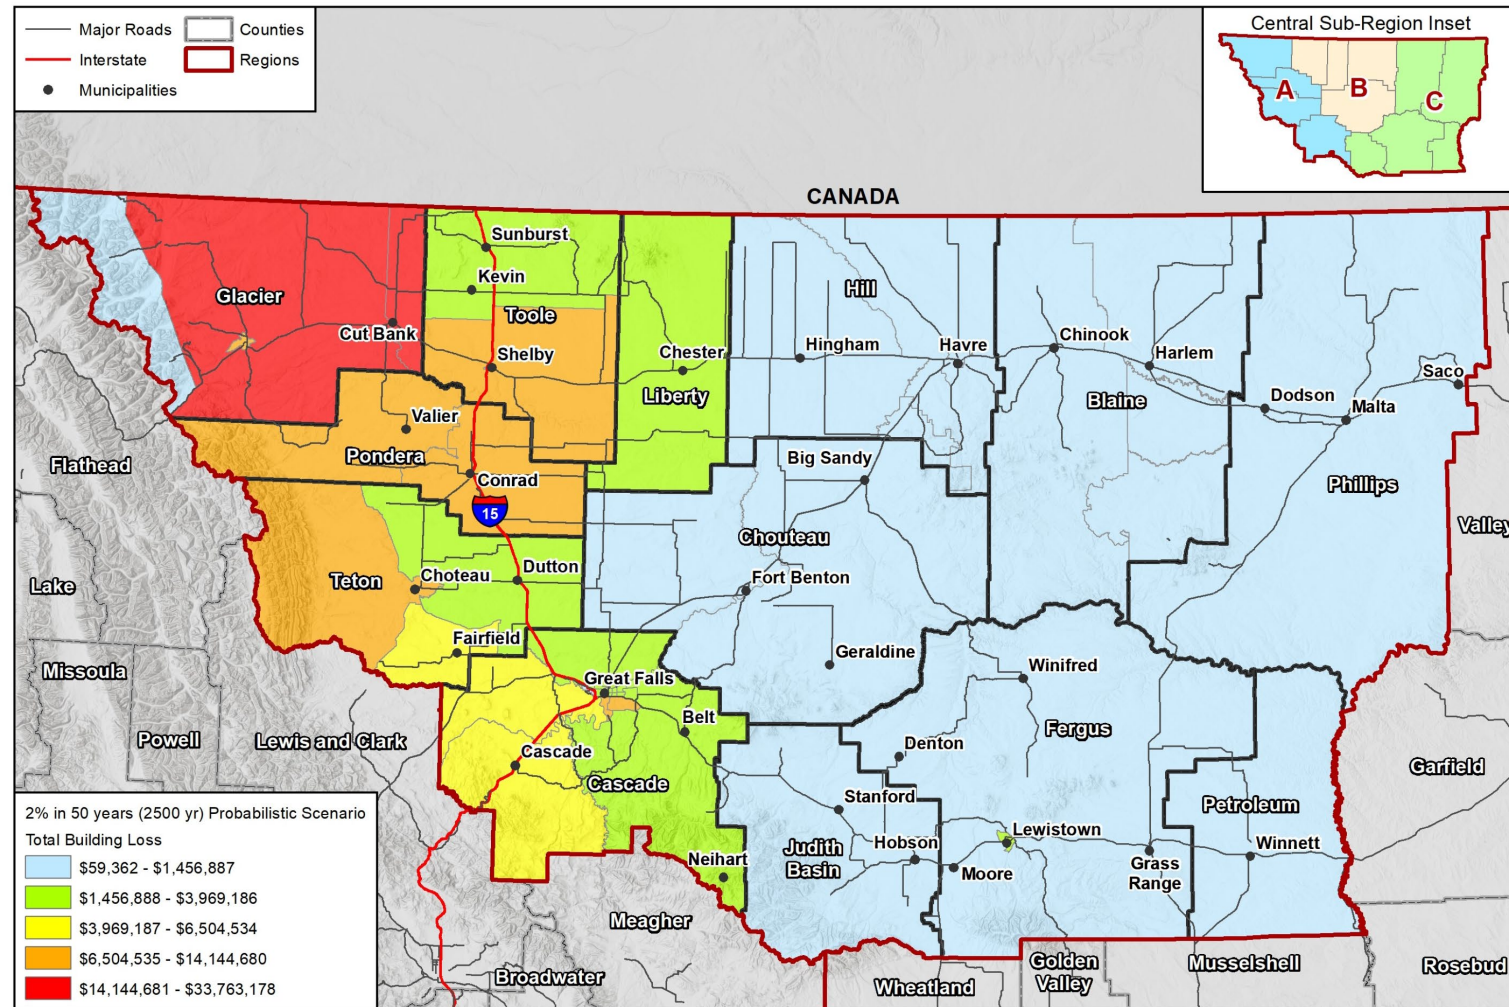 Major Roads
Counties
Interstate
Regions
Municipalities
Central Sub-Region Inset
A
B
C
CANADA
Sunburst
Kevin
Glacier
Hill
Toole
Cut Bank
Shelby
Chester
Hingham
Havre
Chinook
Harlem
Saco
Liberty
Blaine
Dodson
Malta
Valier
Flathead
Pondera
Big Sandy
Conrad
Phillips
15
Chouteau
Valley
Lake
Teton
Choteau
Dutton
Fort Benton
Fairfield
Geraldine
Winifred
Missoula
Great Falls
Belt
Fergus
Powell
Lewis and Clark
Cascade
Denton
Garfield
Cascade
Stanford
Petroleum
2% in 50 years (2500 yr) Probabilistic Scenario
Total Building Loss
$59,362 - $1,456,887
$1,456,888 - $3,969,186
$3,969,187 - $6,504,534
$6,504,535 - $14,144,680
$14,144,681 - $33,763,178
Lewistown
Hobson
Judith
Basin
Winnett
Neihart
Moore
Grass
Range
Meagher
Broadwater
Wheatland
Golden
Valley
Musselshell
Rosebud